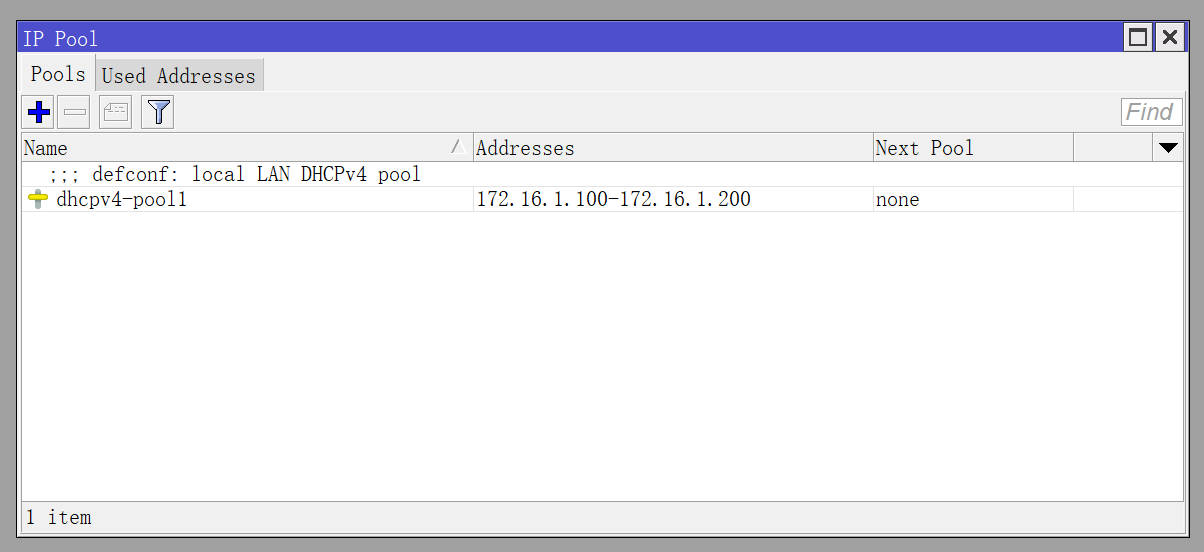 IP Pool
Pools Used Addresses
Find
Name Addresses Next Pool
;;; defconf: local LAN DHCPv4 pool
dhcpv4-pool1 172.16.1.100-172.16.1.200 none
1 item